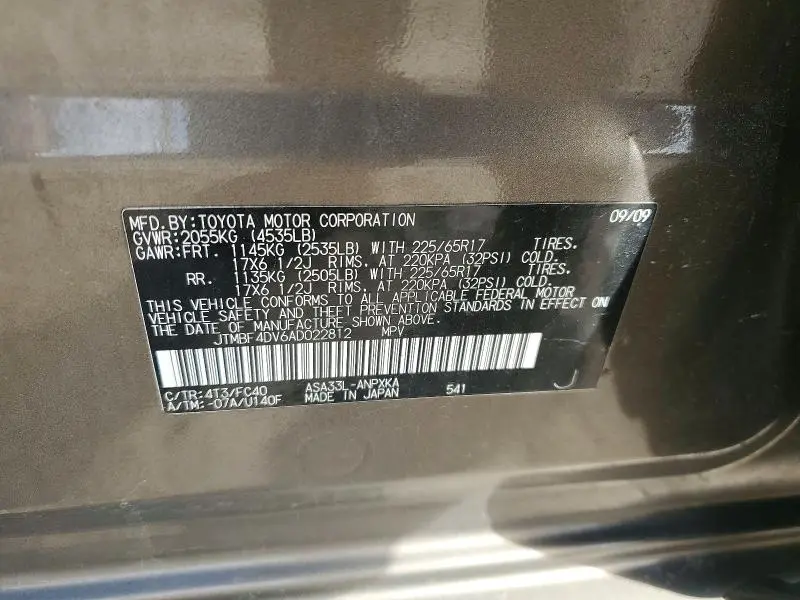 MFD.BY:TOYOTA MOTOR CORPORATION 09/09
GVWR:2055KG (4535LB)
GAWR:FRT. 1145KG (2535LB) WITH 225/65R17 TIRES.
17X6 1/2J RIMS. AT 220KPA (32PSI) COLD.
RR. 1135KG (2505LB) WITH 225/65R17 TIRES.
17X6 1/2J RIMS. AT 220KPA (32PSI) COLD.
THIS VEHICLE CONFORMS TO ALL APPLICABLE FEDERAL MOTOR
VEHICLE SAFETY AND THEFT PREVENTION STANDARDS IN EFFECT ON
THE DATE OF MANUFACTURE SHOWN ABOVE.
JTMBF4DV6AD022812 MPV
C/TR:4T3/FC40 ASA33L-ANPXKA 541 J
A/TM:-07A/U140F MADE IN JAPAN